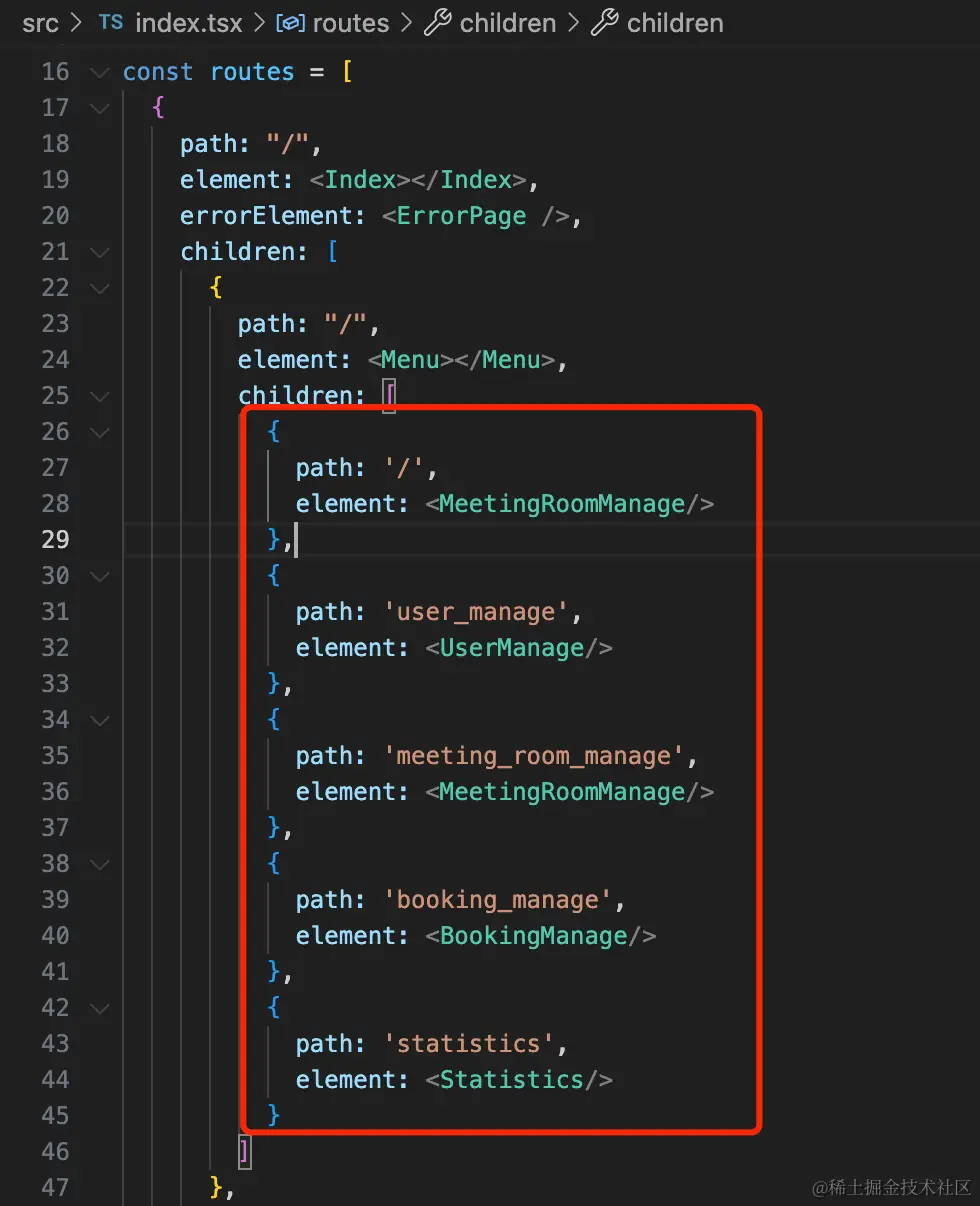 src > TS index.tsx > routes > children > children
16 const routes = [
17 {
18 path: "/",
19 element: <Index></Index>,
20 errorElement: <ErrorPage />,
21 children: [
22 {
23 path: "/",
24 element: <Menu></Menu>,
25 children: [
26 {
27 path: '/',
28 element: <MeetingRoomManage/>
29 },
30 {
31 path: 'user_manage',
32 element: <UserManage/>
33 },
34 {
35 path: 'meeting_room_manage',
36 element: <MeetingRoomManage/>
37 },
38 {
39 path: 'booking_manage',
40 element: <BookingManage/>
41 },
42 {
43 path: 'statistics',
44 element: <Statistics/>
45 }
46 ]
47 },
@稀土掘金技术社区